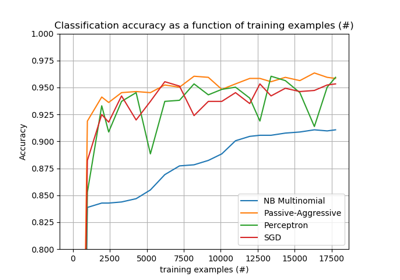 Classification accuracy as a function of training examples (#)
1.000
0.975
0.950
0.925
0.900
0.875
0.850
0.825
0.800
Accuracy
NB Multinomial
Passive-Aggressive
Perceptron
SGD
0 2500 5000 7500 10000 12500 15000 17500
training examples (#)